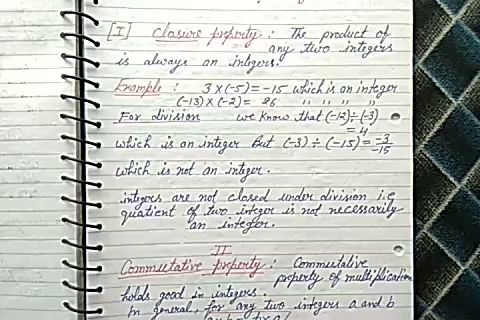 [I] Closure property : The product of
any two integers
is always an integers.
Example : 3 × (-5) = -15 which is an integer
(-13) × (-2) = 26 " " " "
For division we know that (-12) ÷ (-3)
= 4
which is an integer But (-3) ÷ (-15) = -3/-15
which is not an integer.
integers are not closed under division i.e
quatient of two integer is not necessarily
an integer.
II
Commutative property : Commutative
property of multiplication
holds good in integers.
In general, for any two integers a and b